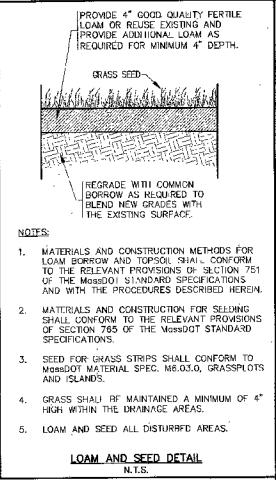 PROVIDE 4" GOOD QUALITY FERTILE
LOAM OR REUSE EXISTING AND
PROVIDE ADDITIONAL LOAM AS
REQUIRED FOR MINIMUM 4" DEPTH.
GRASS SEED
REGRADE WITH COMMON
BORROW AS REQUIRED TO
BLEND NEW GRADES WITH
THE EXISTING SURFACE.
NOTES:
1. MATERIALS AND CONSTRUCTION METHODS FOR
LOAM BORROW AND TOPSOIL SHALL CONFORM
TO THE RELEVANT PROVISIONS OF SECTION 751
OF THE MassDOT STANDARD SPECIFICATIONS
AND WITH THE PROCEDURES DESCRIBED HEREIN.
2. MATERIALS AND CONSTRUCTION FOR SEEDING
SHALL CONFORM TO THE RELEVANT PROVISIONS
OF SECTION 765 OF THE MassDOT STANDARD
SPECIFICATIONS.
3. SEED FOR GRASS STRIPS SHALL CONFORM TO
MassDOT MATERIAL SPEC. M6.03.0, GRASSPLOTS
AND ISLANDS.
4. GRASS SHALL BE MAINTAINED A MINIMUM OF 4"
HIGH WITHIN THE DRAINAGE AREAS.
5. LOAM AND SEED ALL DISTURBED AREAS.
LOAM AND SEED DETAIL
N.T.S.